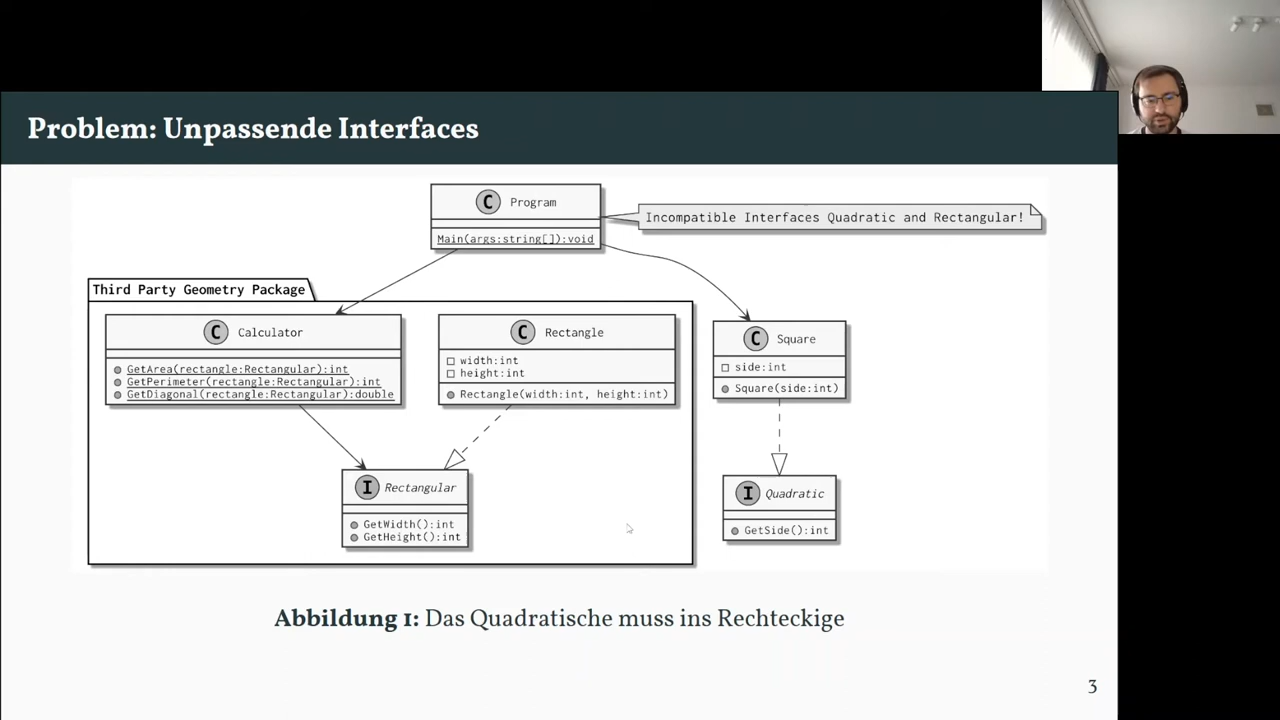 Problem: Unpassende Interfaces
C Program
Main(args:string[]):void
Incompatible Interfaces Quadratic and Rectangular!
Third Party Geometry Package
C Calculator
GetArea(rectangle:Rectangular):int
GetPerimeter(rectangle:Rectangular):int
GetDiagonal(rectangle:Rectangular):double
C Rectangle
width:int
height:int
Rectangle(width:int, height:int)
C Square
side:int
Square(side:int)
I Rectangular
GetWidth():int
GetHeight():int
I Quadratic
GetSide():int
Abbildung 1: Das Quadratische muss ins Rechteckige
3